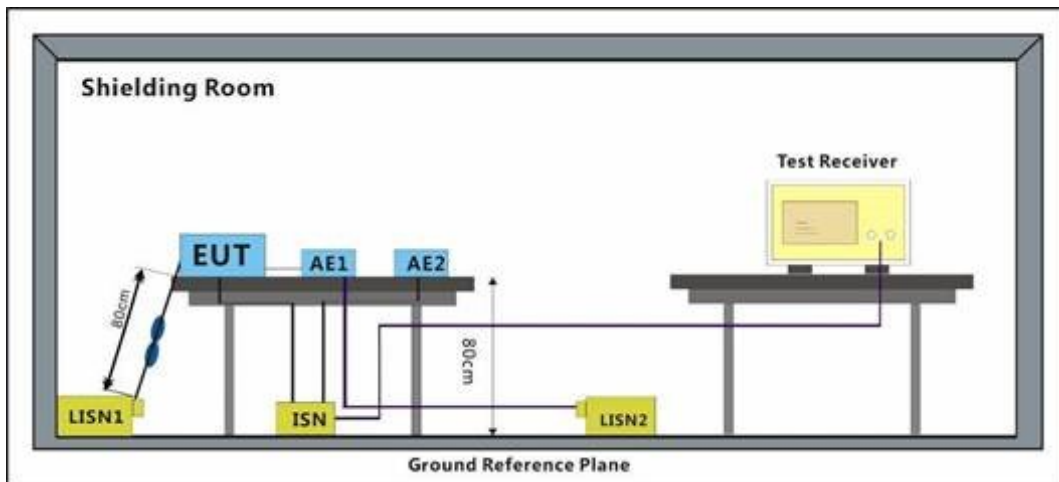 Shielding Room
Test Receiver
EUT
AE1
AE2
80cm
80cm
LISN1
ISN
LISN2
Ground Reference Plane